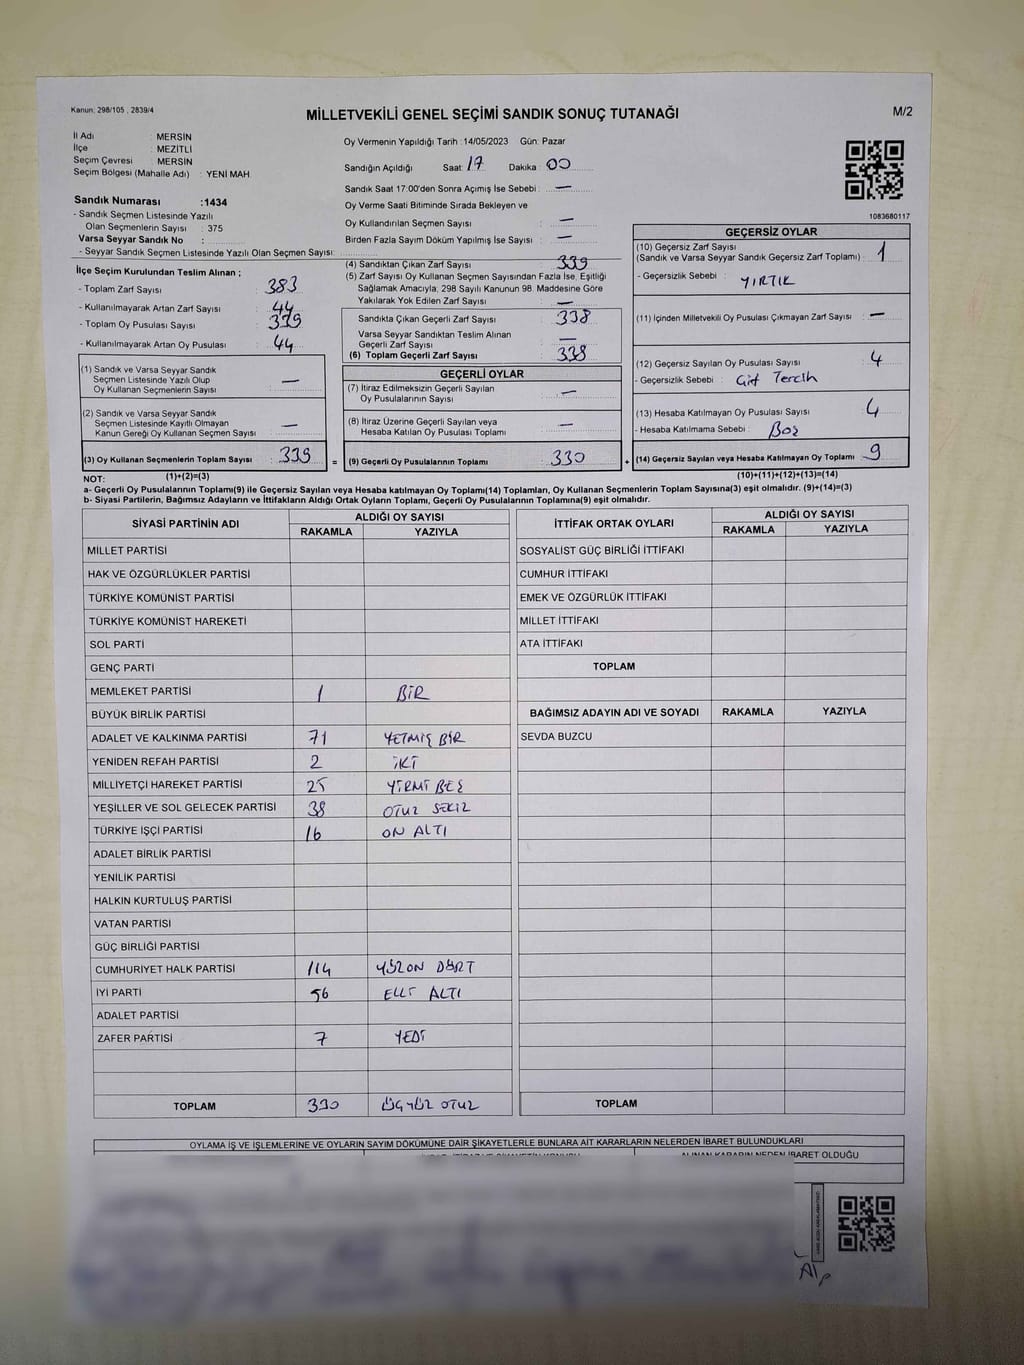 Kanun: 298/105 , 2839/4
MİLLETVEKİLİ GENEL SEÇİMİ SANDIK SONUÇ TUTANAĞI
M/2
İl Adı : MERSİN
İlçe : MEZİTLİ
Seçim Çevresi : MERSİN
Seçim Bölgesi (Mahalle Adı) : YENİ MAH.
Oy Vermenin Yapıldığı Tarih : 14/05/2023 Gün: Pazar
Sandığın Açıldığı Saat: 17 Dakika: 00
Sandık Saat 17:00'den Sonra Açımış İse Sebebi : —
Oy Verme Saati Bitiminde Sırada Bekleyen ve
Oy Kullandırılan Seçmen Sayısı : —
Birden Fazla Sayım Döküm Yapılmış İse Sayısı : —
Sandık Numarası :1434
- Sandık Seçmen Listesinde Yazılı
Olan Seçmenlerin Sayısı : 375
Varsa Seyyar Sandık No :
- Seyyar Sandık Seçmen Listesinde Yazılı Olan Seçmen Sayısı:
1083680117
İlçe Seçim Kurulundan Teslim Alınan ;
- Toplam Zarf Sayısı : 383
- Kullanılmayarak Artan Zarf Sayısı : 44
- Toplam Oy Pusulası Sayısı :
- Kullanılmayarak Artan Oy Pusulası : 44
(1) Sandık ve Varsa Seyyar Sandık
Seçmen Listesinde Yazılı Olup
Oy Kullanan Seçmenlerin Sayısı : —
(2) Sandık ve Varsa Seyyar Sandık
Seçmen Listesinde Kayıtlı Olmayan
Kanun Gereği Oy Kullanan Seçmen Sayısı : —
(3) Oy Kullanan Seçmenlerin Toplam Sayısı : 339
(4) Sandıktan Çıkan Zarf Sayısı : 339
(5) Zarf Sayısı Oy Kullanan Seçmen Sayısından Fazla İse, Eşitliği
Sağlamak Amacıyla; 298 Sayılı Kanunun 98. Maddesine Göre
Yakılarak Yok Edilen Zarf Sayısı : —
Sandıkta Çıkan Geçerli Zarf Sayısı : 338
Varsa Seyyar Sandıktan Teslim Alınan
Geçerli Zarf Sayısı : —
(6) Toplam Geçerli Zarf Sayısı : 338
GEÇERLİ OYLAR
(7) İtiraz Edilmeksizin Geçerli Sayılan
Oy Pusulalarının Sayısı : —
(8) İtiraz Üzerine Geçerli Sayılan veya
Hesaba Katılan Oy Pusulası Toplamı : —
= (9) Geçerli Oy Pusulalarının Toplamı : 330
GEÇERSİZ OYLAR
(10) Geçersiz Zarf Sayısı
(Sandık ve Varsa Seyyar Sandık Geçersiz Zarf Toplamı) : 1
- Geçersizlik Sebebi : YIRTIK
(11) İçinden Milletvekili Oy Pusulası Çıkmayan Zarf Sayısı : —
(12) Geçersiz Sayılan Oy Pusulası Sayısı : 4
- Geçersizlik Sebebi : Çift Tercih
(13) Hesaba Katılmayan Oy Pusulası Sayısı : 4
- Hesaba Katılmama Sebebi : Boş
+ (14) Geçersiz Sayılan veya Hesaba Katılmayan Oy Toplamı : 9
NOT: (1)+(2)=(3)
(10)+(11)+(12)+(13)=(14)
a- Geçerli Oy Pusulalarının Toplamı(9) ile Geçersiz Sayılan veya Hesaba katılmayan Oy Toplamı(14) Toplamları, Oy Kullanan Seçmenlerin Toplam Sayısına(3) eşit olmalıdır. (9)+(14)=(3)
b- Siyasi Partilerin, Bağımsız Adayların ve İttifakların Aldığı Ortak Oyların Toplamı, Geçerli Oy Pusulalarının Toplamına(9) eşit olmalıdır.
SİYASİ PARTİNİN ADI ALDIĞI OY SAYISI
RAKAMLA YAZIYLA
MİLLET PARTİSİ
HAK VE ÖZGÜRLÜKLER PARTİSİ
TÜRKİYE KOMÜNİST PARTİSİ
TÜRKİYE KOMÜNİST HAREKETİ
SOL PARTİ
GENÇ PARTİ
MEMLEKET PARTİSİ 1 BİR
BÜYÜK BİRLİK PARTİSİ
ADALET VE KALKINMA PARTİSİ 71 YETMİŞ BİR
YENİDEN REFAH PARTİSİ 2 İKİ
MİLLİYETÇİ HAREKET PARTİSİ 25 YİRMİ BEŞ
YEŞİLLER VE SOL GELECEK PARTİSİ 38 OTUZ SEKİZ
TÜRKİYE İŞÇİ PARTİSİ 16 ON ALTI
ADALET BİRLİK PARTİSİ
YENİLİK PARTİSİ
HALKIN KURTULUŞ PARTİSİ
VATAN PARTİSİ
GÜÇ BİRLİĞİ PARTİSİ
CUMHURİYET HALK PARTİSİ 114 YÜZ ON DÖRT
İYİ PARTİ 56 ELLİ ALTI
ADALET PARTİSİ
ZAFER PARTİSİ 7 YEDİ
TOPLAM 330 ÜÇ YÜZ OTUZ
İTTİFAK ORTAK OYLARI ALDIĞI OY SAYISI
RAKAMLA YAZIYLA
SOSYALİST GÜÇ BİRLİĞİ İTTİFAKI
CUMHUR İTTİFAKI
EMEK VE ÖZGÜRLÜK İTTİFAKI
MİLLET İTTİFAKI
ATA İTTİFAKI
TOPLAM
BAĞIMSIZ ADAYIN ADI VE SOYADI RAKAMLA YAZIYLA
SEVDA BUZCU
TOPLAM
OYLAMA İŞ VE İŞLEMLERİNE VE OYLARIN SAYIM DÖKÜMÜNE DAİR ŞİKAYETLERLE BUNLARA AİT KARARLARIN NELERDEN İBARET BULUNDUKLARI
ALINAN KARARIN NEDEN İBARET OLDUĞU